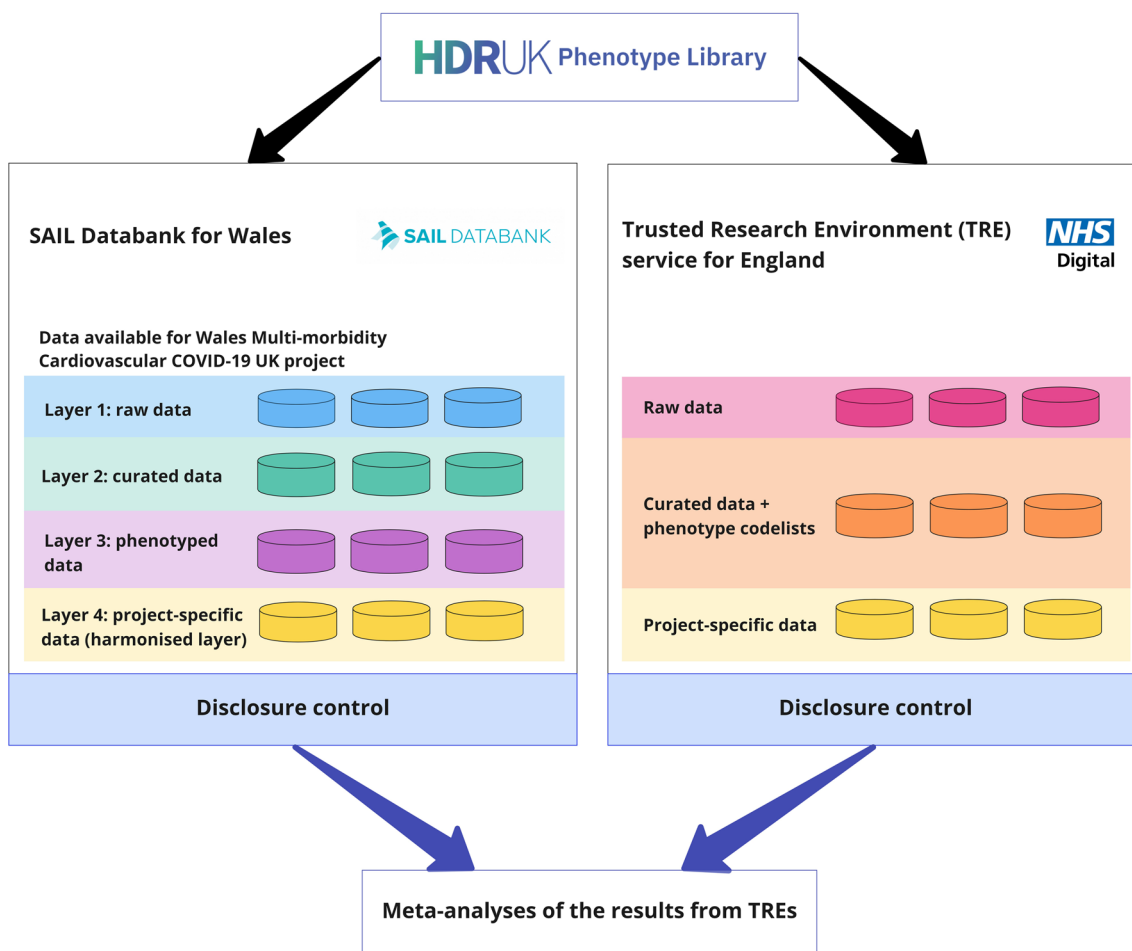 HDRUK Phenotype Library
SAIL Databank for Wales
SAIL DATABANK
Data available for Wales Multi-morbidity
Cardiovascular COVID-19 UK project
Layer 1: raw data
Layer 2: curated data
Layer 3: phenotyped
data
Layer 4: project-specific
data (harmonised layer)
Disclosure control
Trusted Research Environment (TRE)
service for England
NHS
Digital
Raw data
Curated data +
phenotype codelists
Project-specific data
Disclosure control
Meta-analyses of the results from TREs